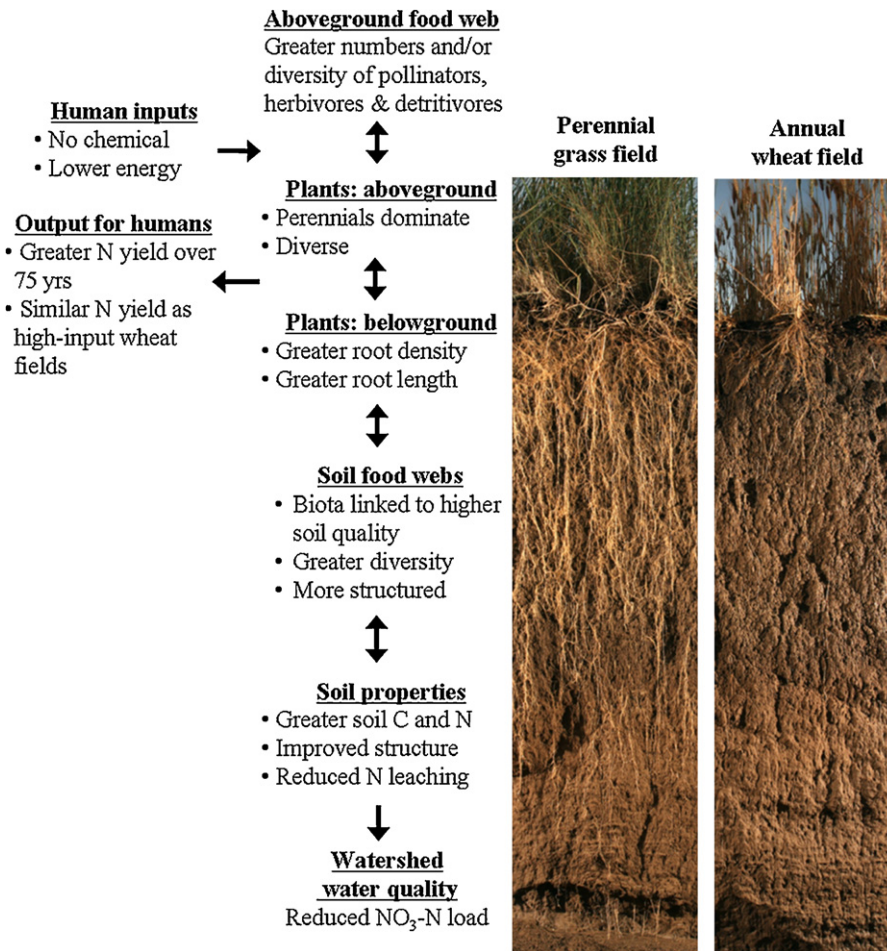 Aboveground food web
Greater numbers and/or
diversity of pollinators,
herbivores & detritivores
Human inputs
• No chemical
• Lower energy
Plants: aboveground
• Perennials dominate
• Diverse
Output for humans
• Greater N yield over
75 yrs
• Similar N yield as
high-input wheat
fields
Plants: belowground
• Greater root density
• Greater root length
Soil food webs
• Biota linked to higher
soil quality
• Greater diversity
• More structured
Soil properties
• Greater soil C and N
• Improved structure
• Reduced N leaching
Watershed
water quality
Reduced NO₃-N load
Perennial
grass field
Annual
wheat field